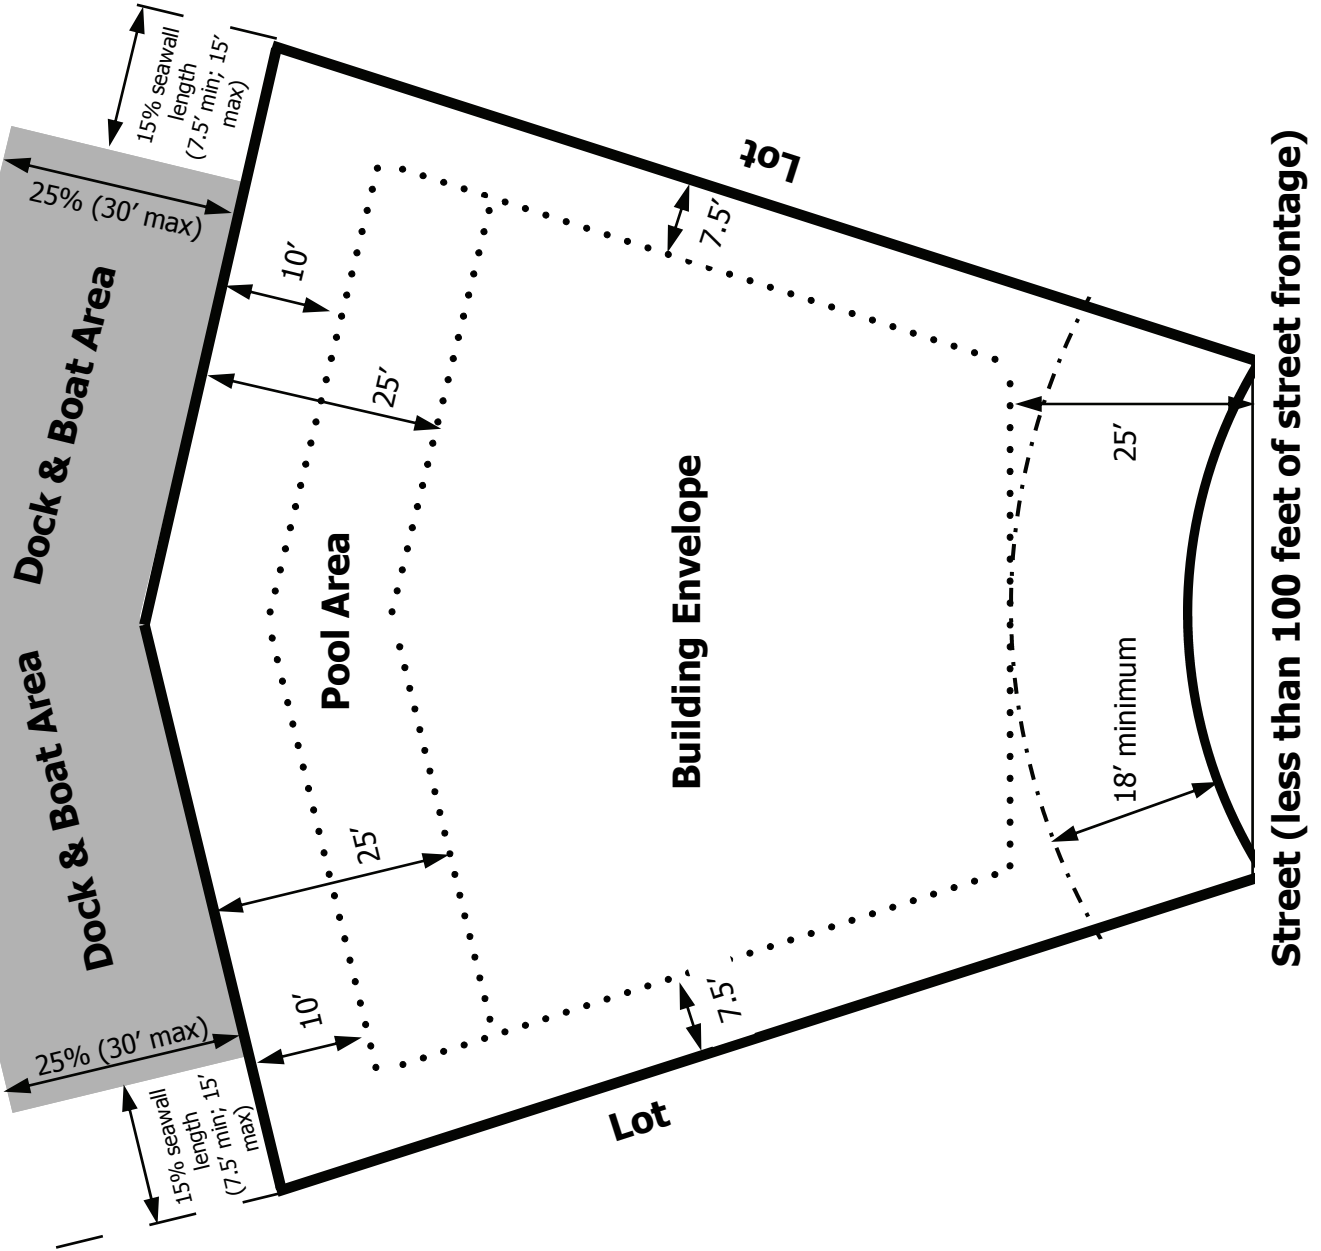 15% seawall
length
(7.5' min; 15'
max)
25% (30' max)
Dock & Boat Area
10'
25'
Lot
7.5'
25'
Dock & Boat Area
Pool Area
Building Envelope
18' minimum
Street (less than 100 feet of street frontage)
25% (30' max)
25'
10'
7.5'
Lot
15% seawall
length
(7.5' min; 15'
max)